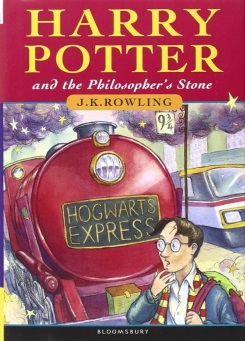 HARRY
POTTER
and the Philosopher's Stone
J.K.ROWLING
9¾
HOGWARTS
EXPRESS
BLOOMSBURY